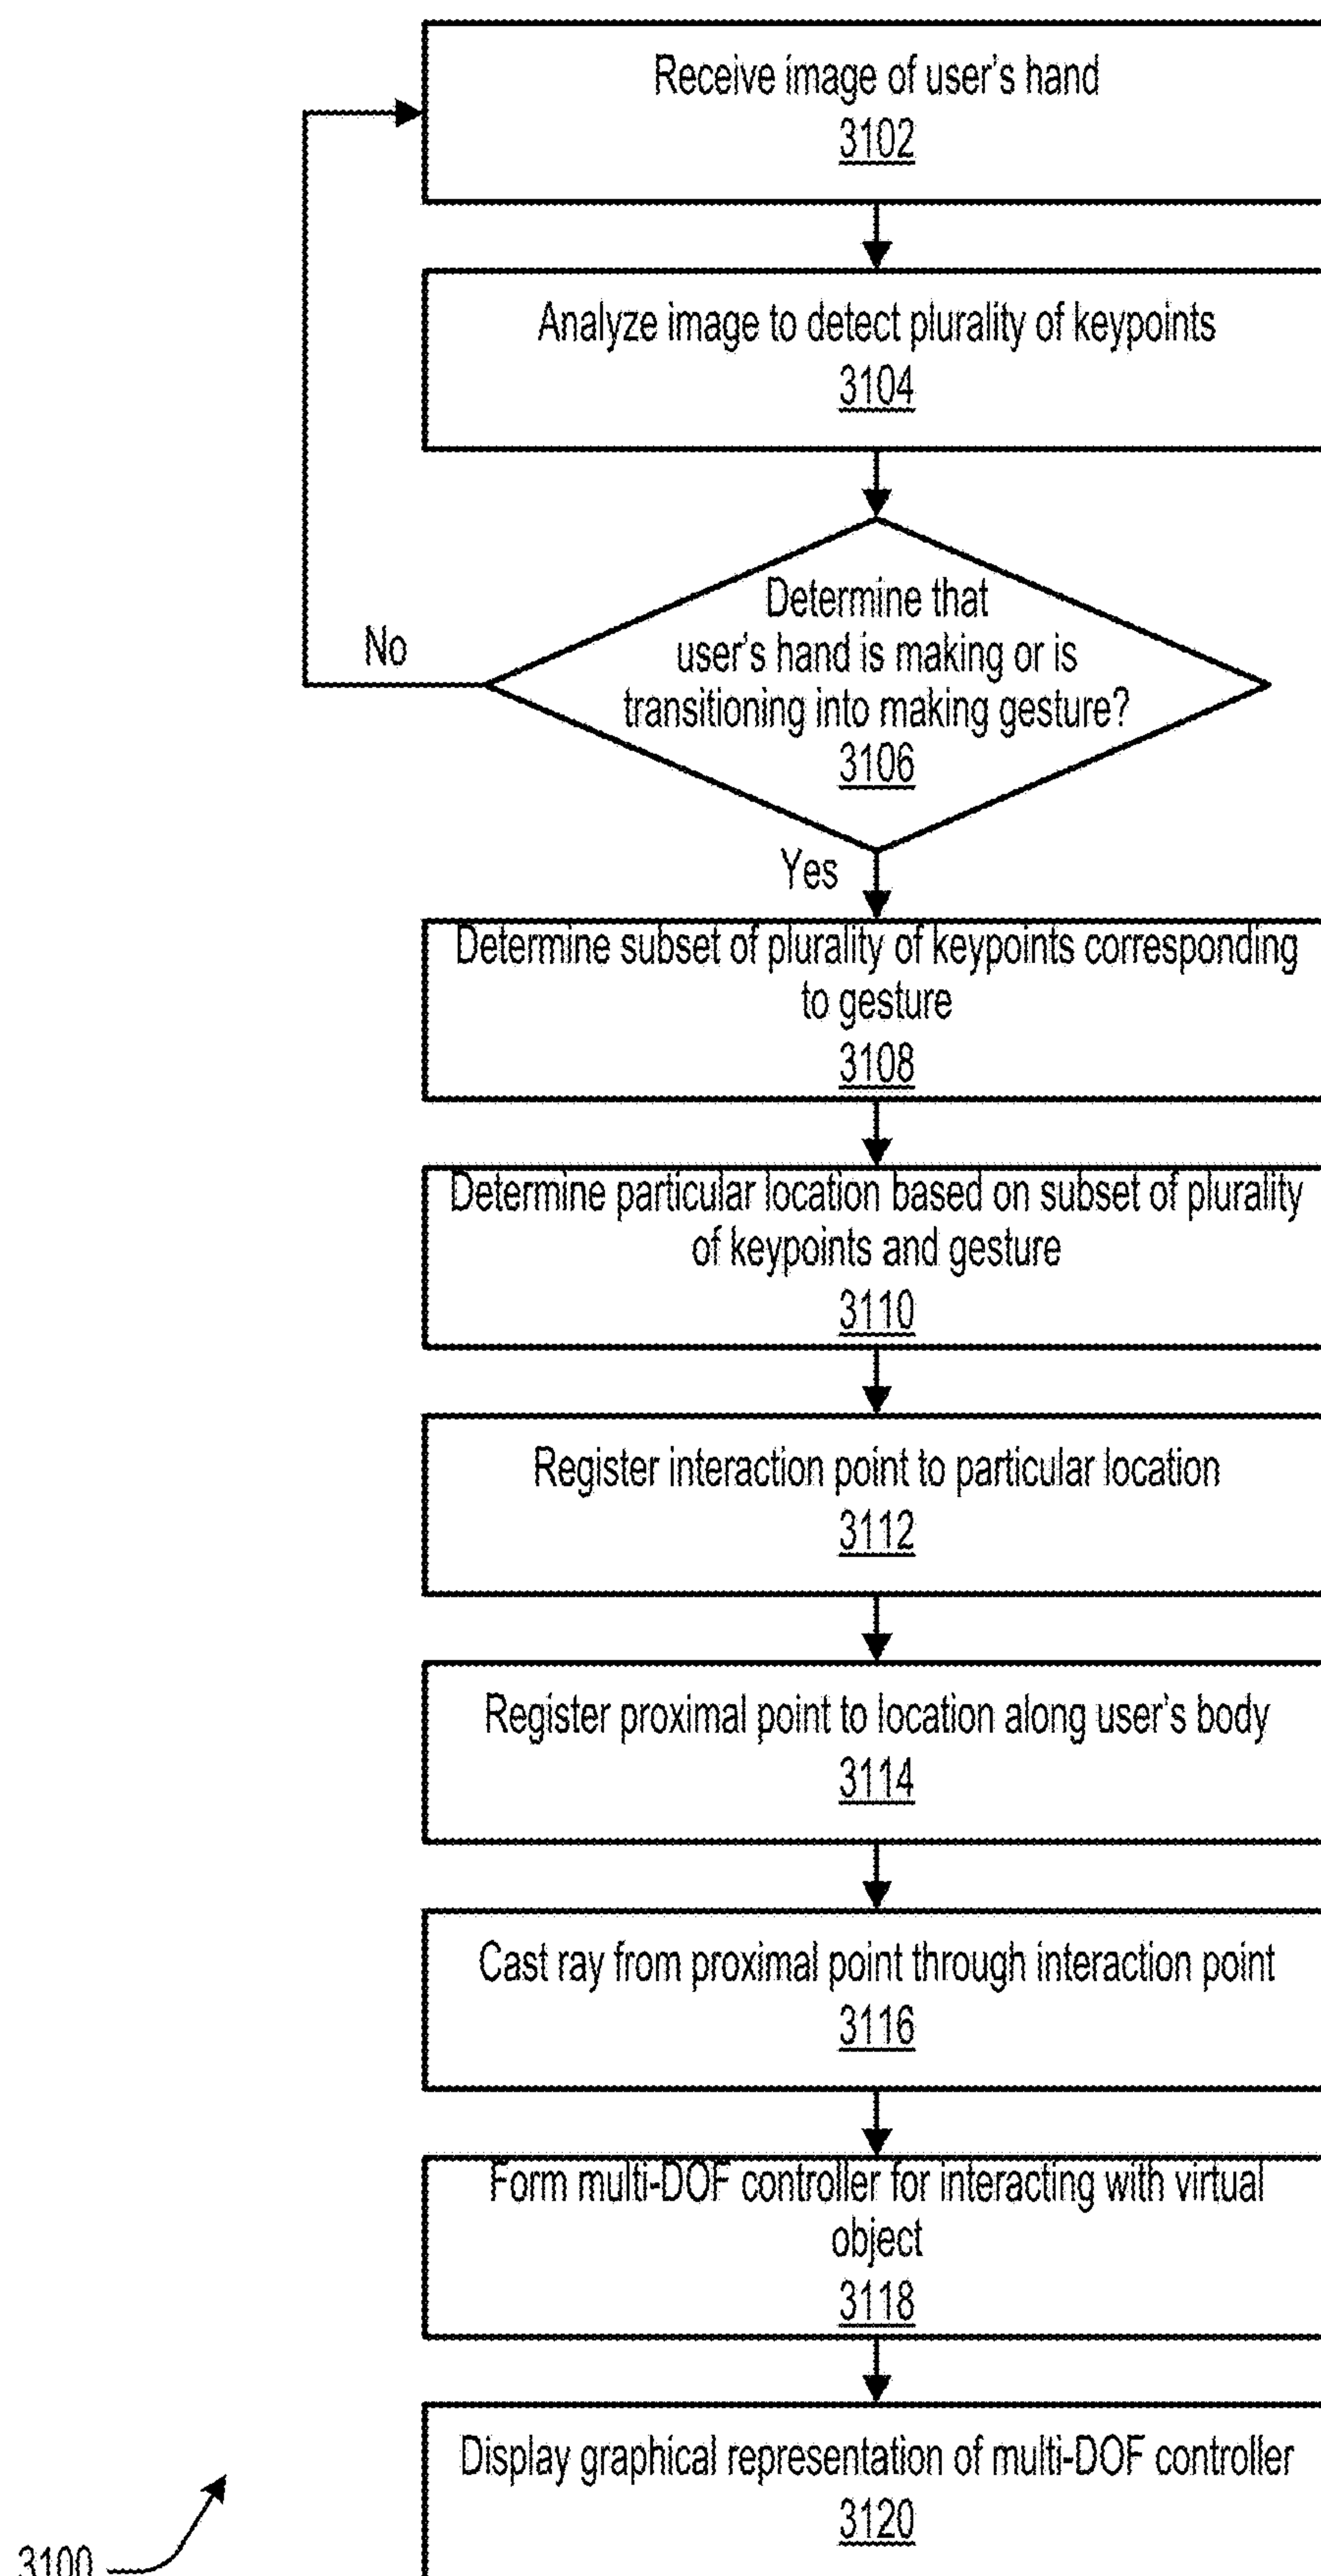 Receive image of user's hand
3102
Analyze image to detect plurality of keypoints
3104
Determine that
user's hand is making or is
transitioning into making gesture?
3106
No
Yes
Determine subset of plurality of keypoints corresponding
to gesture
3108
Determine particular location based on subset of plurality
of keypoints and gesture
3110
Register interaction point to particular location
3112
Register proximal point to location along user's body
3114
Cast ray from proximal point through interaction point
3116
Form multi-DOF controller for interacting with virtual
object
3118
Display graphical representation of multi-DOF controller
3120
3100